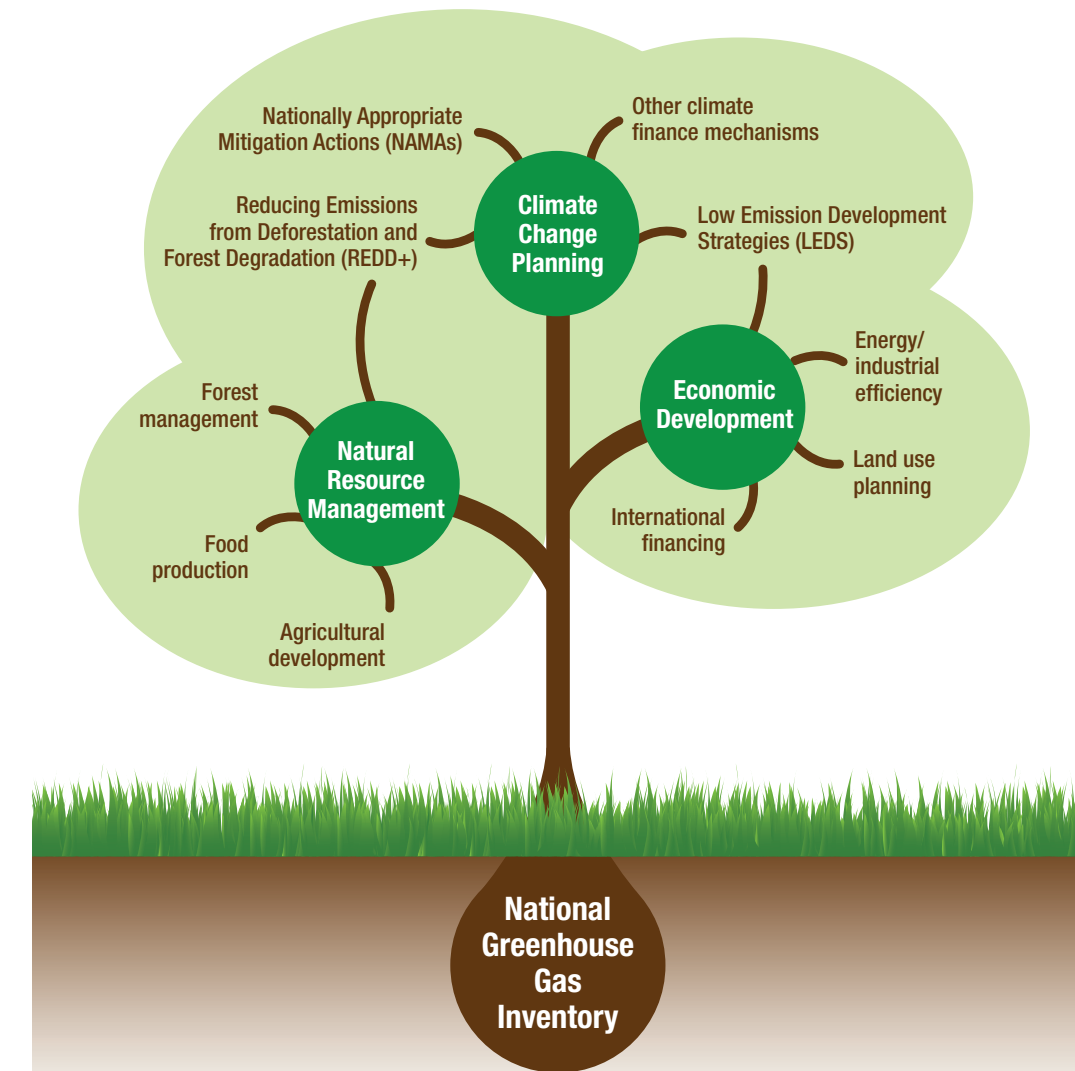 Nationally Appropriate
Mitigation Actions (NAMAs)
Other climate
finance mechanisms
Reducing Emissions
from Deforestation and
Forest Degradation (REDD+)
Climate
Change
Planning
Low Emission Development
Strategies (LEDS)
Energy/
industrial
efficiency
Economic
Development
Forest
management
Natural
Resource
Management
Land use
planning
International
financing
Food
production
Agricultural
development
National
Greenhouse
Gas
Inventory